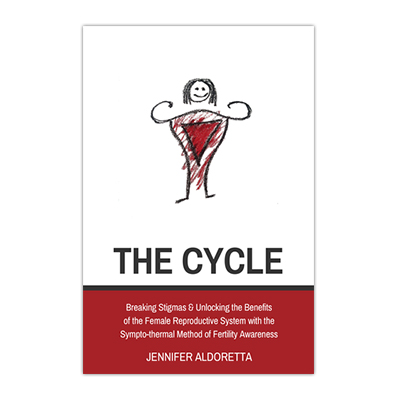 THE CYCLE
Breaking Stigmas & Unlocking the Benefits
of the Female Reproductive System with the
Sympto-thermal Method of Fertility Awareness
JENNIFER ALDORETTA